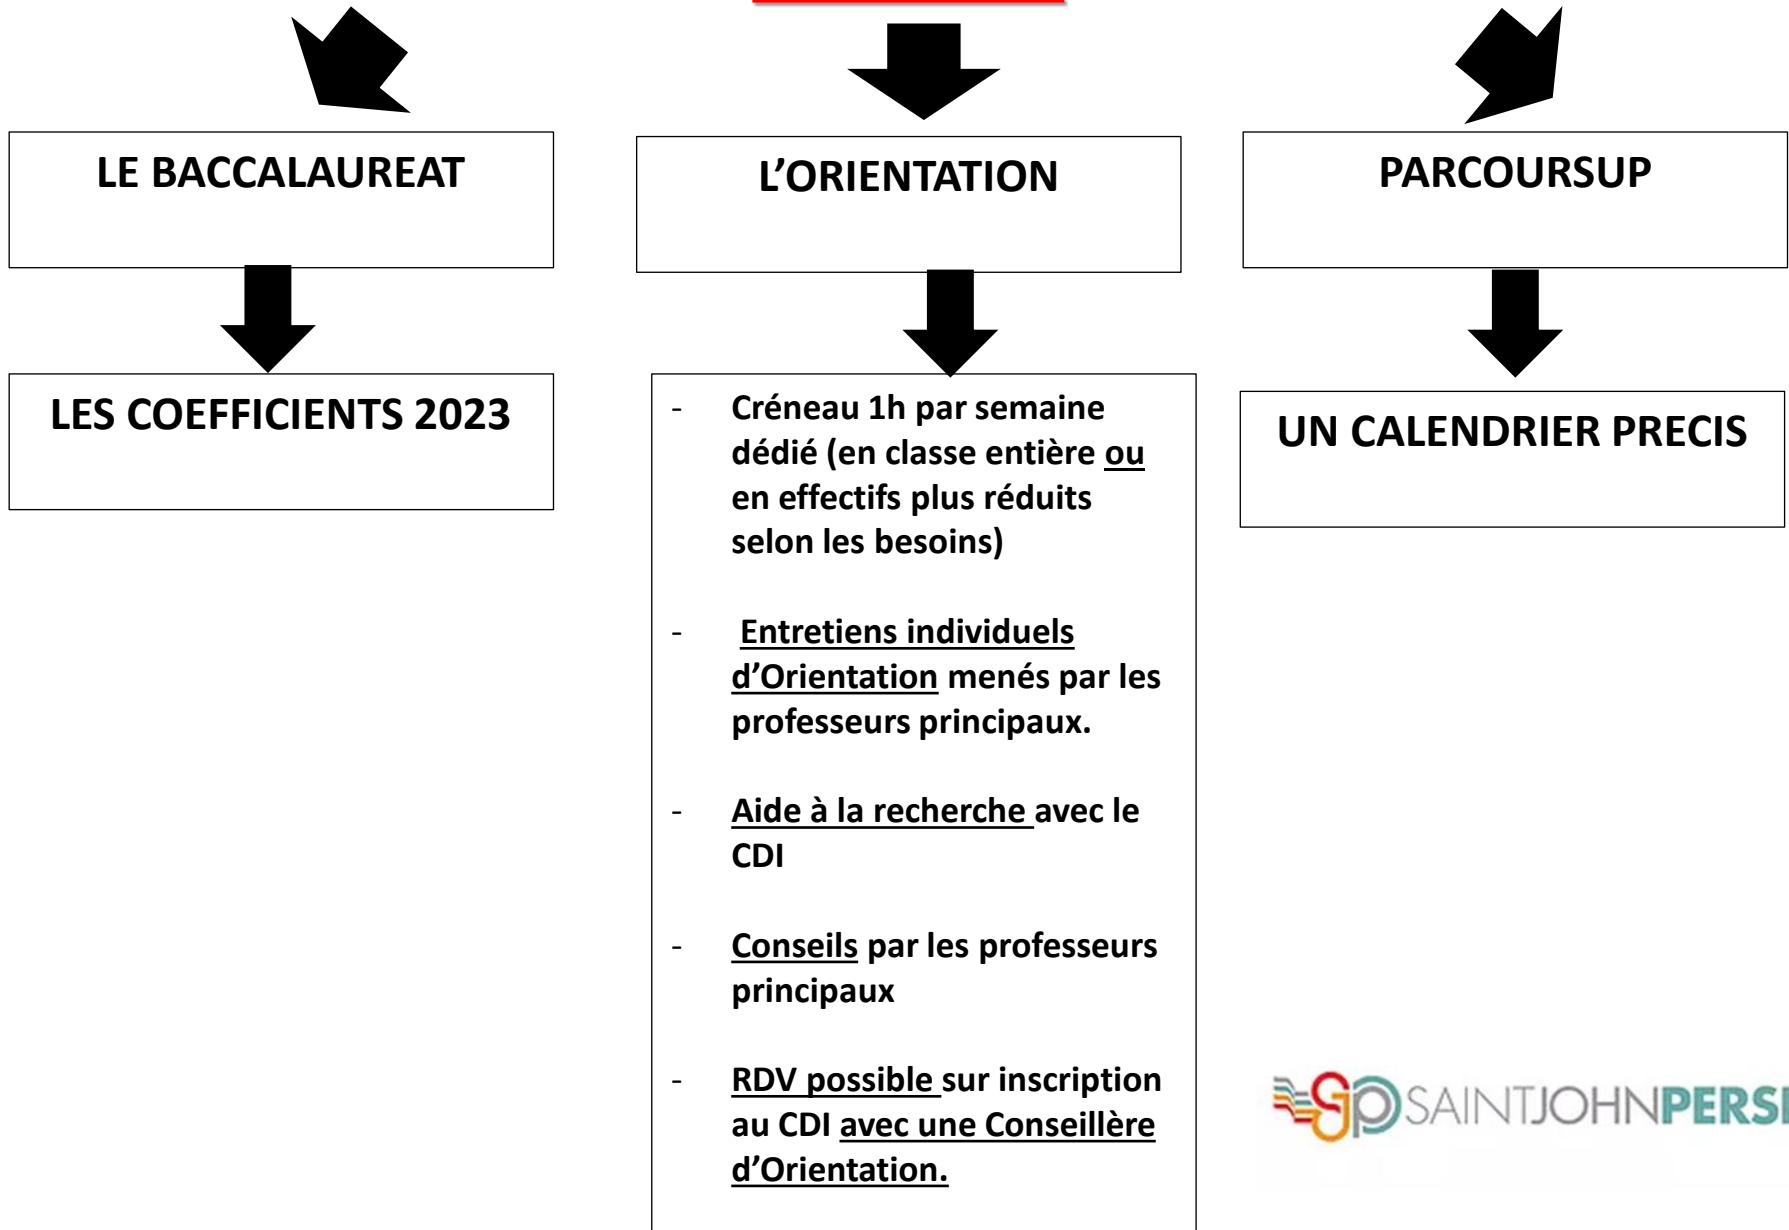 LE BACCALAUREAT
L’ORIENTATION
PARCOURSUP
LES COEFFICIENTS 2023
- Créneau 1h par semaine
dédié (en classe entière ou
en effectifs plus réduits
selon les besoins)
- Entretiens individuels
d’Orientation menés par les
professeurs principaux.
- Aide à la recherche avec le
CDI
- Conseils par les professeurs
principaux
- RDV possible sur inscription
au CDI avec une Conseillère
d’Orientation.
UN CALENDRIER PRECIS
SAINTJOHNPERS